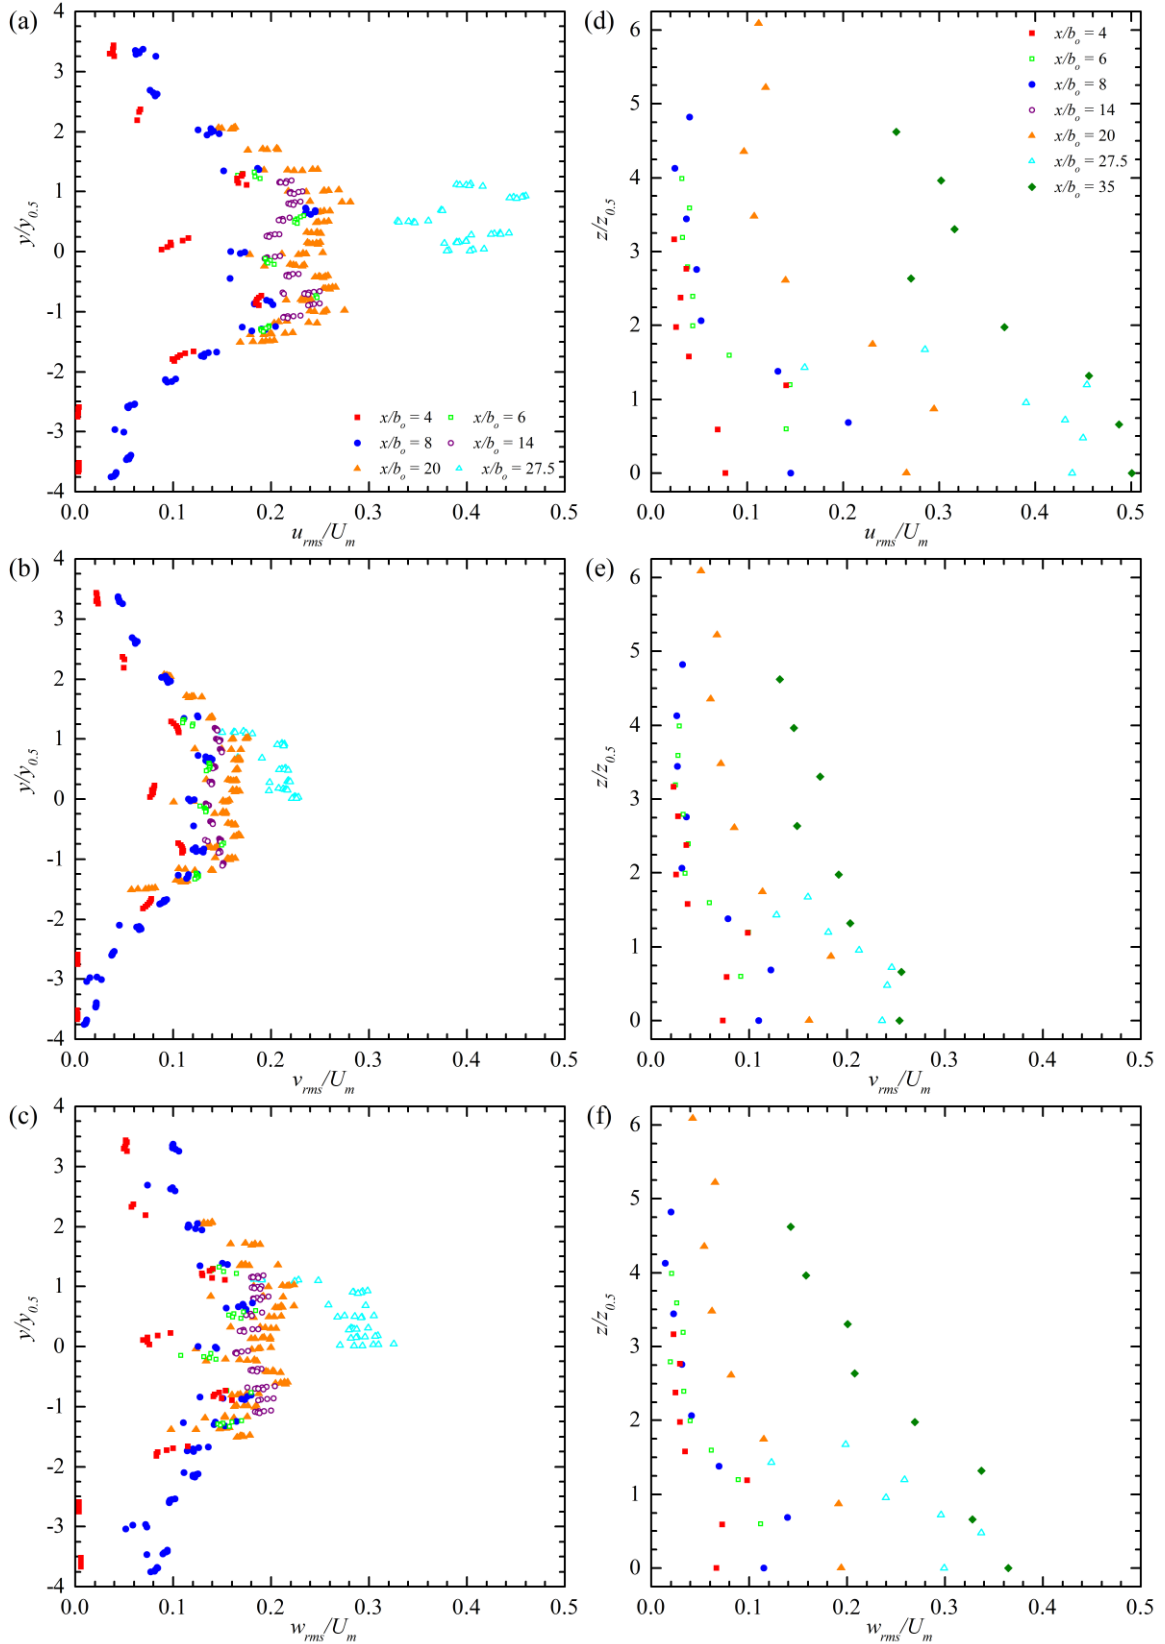 (a)
4
3
2
1
0
-1
-2
-3
-4
y/y0.5
x/bo = 4
x/bo = 6
x/bo = 8
x/bo = 14
x/bo = 20
x/bo = 27.5
0.0 0.1 0.2 0.3 0.4 0.5
urms/Um
(d)
6
5
4
3
2
1
0
z/z0.5
x/bo = 4
x/bo = 6
x/bo = 8
x/bo = 14
x/bo = 20
x/bo = 27.5
x/bo = 35
0.0 0.1 0.2 0.3 0.4 0.5
urms/Um
(b)
4
3
2
1
0
-1
-2
-3
-4
y/y0.5
0.0 0.1 0.2 0.3 0.4 0.5
vrms/Um
(e)
6
5
4
3
2
1
0
z/z0.5
0.0 0.2 0.4 0.1 0.3 0.5
vrms/Um
(c)
4
3
2
1
0
-1
-2
-3
-4
y/y0.5
0.0 0.1 0.2 0.3 0.4 0.5
wrms/Um
(f)
6
5
4
3
2
1
0
z/z0.5
0.0 0.1 0.2 0.3 0.4 0.5
wrms/Um